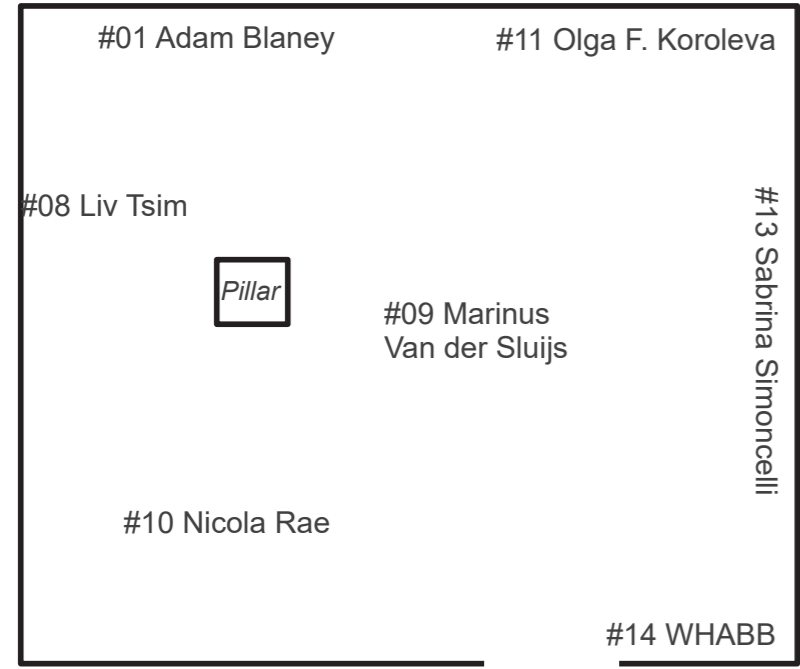 #01 Adam Blaney
#11 Olga F. Koroleva
#08 Liv Tsim
#13 Sabrina Simoncelli
Pillar
#09 Marinus
Van der Sluijs
#10 Nicola Rae
#14 WHABB